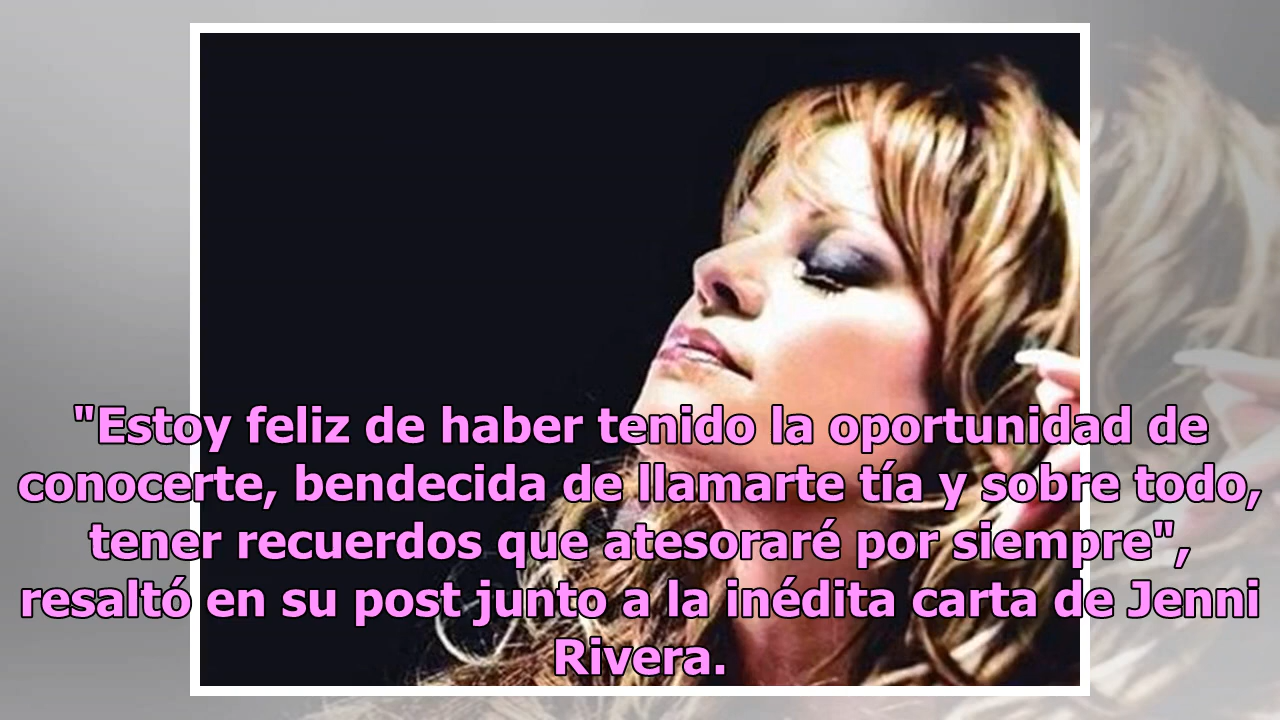 "Estoy feliz de haber tenido la oportunidad de
conocerte, bendecida de llamarte tía y sobre todo,
tener recuerdos que atesoraré por siempre",
resaltó en su post junto a la inédita carta de Jenni
Rivera.